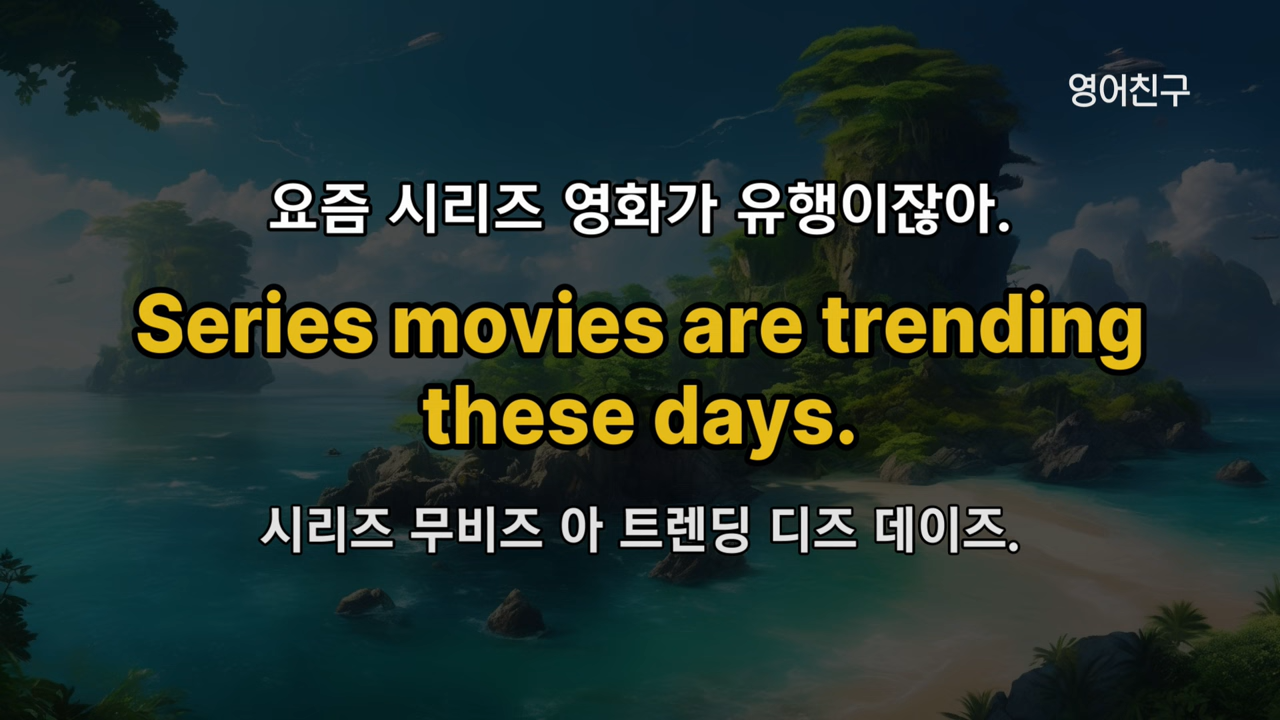 영어친구
요즘 시리즈 영화가 유행이잖아.
Series movies are trending
these days.
시리즈 무비즈 아 트렌딩 디즈 데이즈.